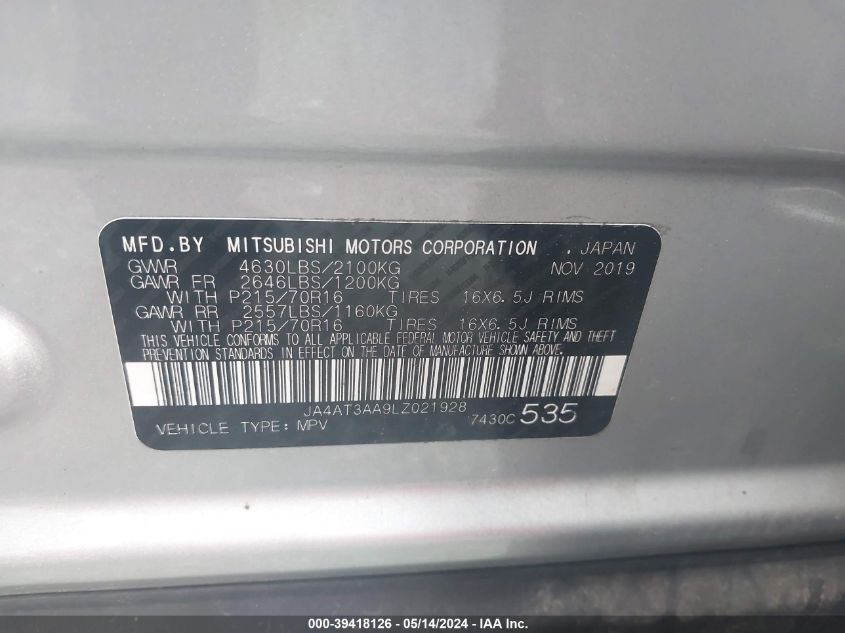 MFD. BY MITSUBISHI MOTORS CORPORATION , JAPAN
GVWR 4630LBS/2100KG NOV 2019
GAWR FR 2646LBS/1200KG
WITH P215/70R16 TIRES 16X6.5J RIMS
GAWR RR 2557LBS/1160KG
WITH P215/70R16 TIRES 16X6.5J RIMS
THIS VEHICLE CONFORMS TO ALL APPLICABLE FEDERAL MOTOR VEHICLE SAFETY AND THEFT
PREVENTION STANDARDS IN EFFECT ON THE DATE OF MANUFACTURE SHOWN ABOVE.
JA4AT3AA9LZ021928
VEHICLE TYPE: MPV 7430C 535
000-39418126 - 05/14/2024 - IAA Inc.